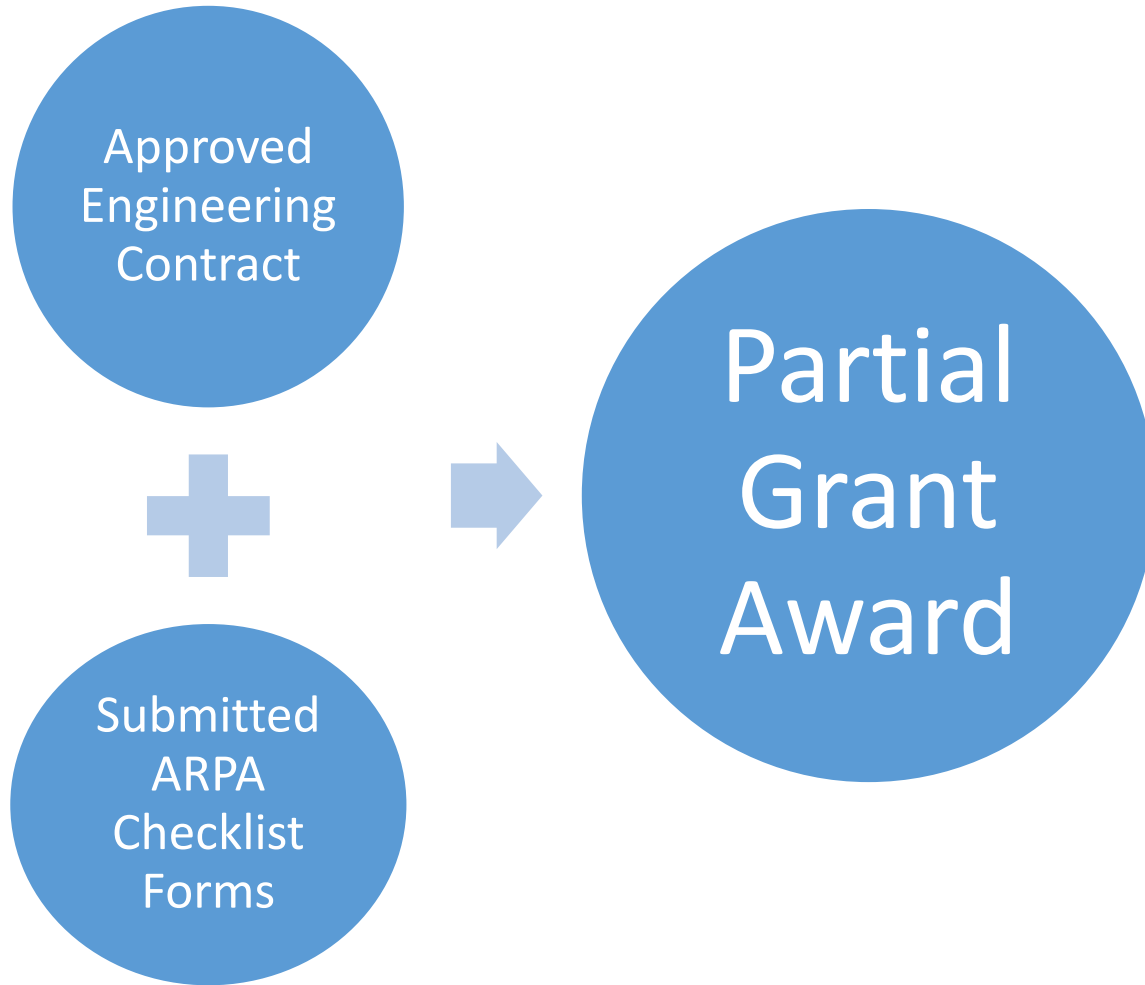 Approved
Engineering
Contract
Submitted
ARPA
Checklist
Forms
Partial
Grant
Award